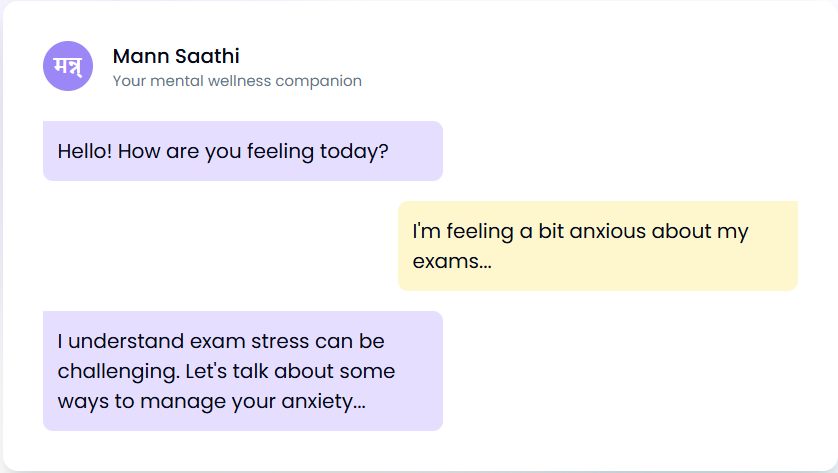 मन्न्
Mann Saathi
Your mental wellness companion
Hello! How are you feeling today?
I'm feeling a bit anxious about my
exams...
I understand exam stress can be
challenging. Let's talk about some
ways to manage your anxiety...